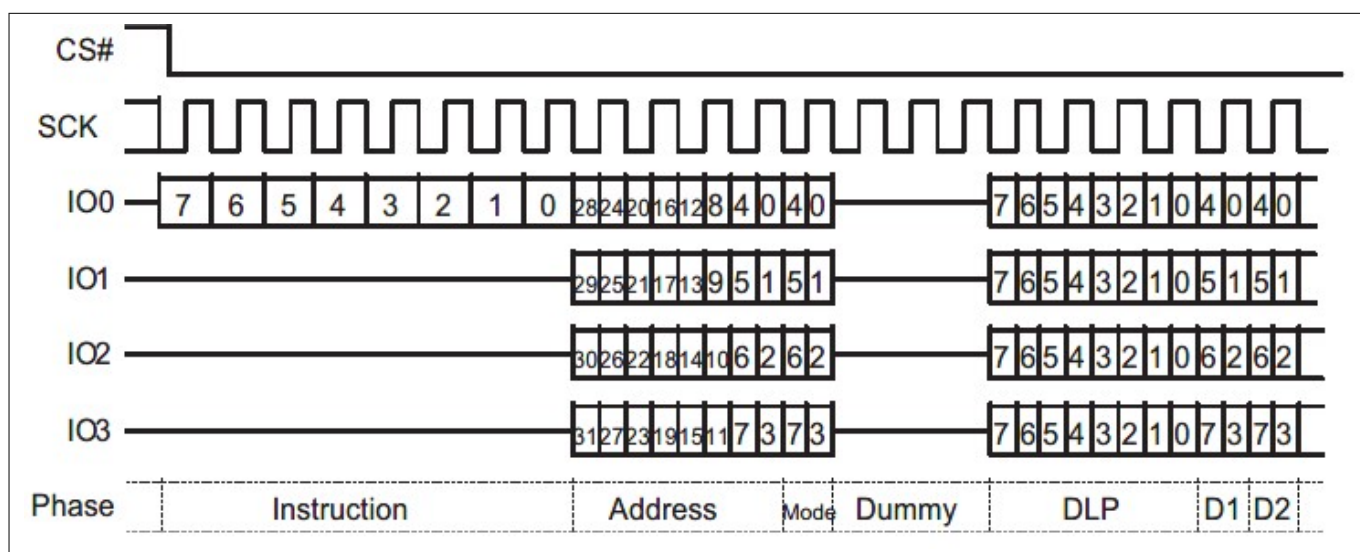 CS#
SCK
IO0 7 6 5 4 3 2 1 0 28 24 20 16 12 8 4 0 4 0 7 6 5 4 3 2 1 0 4 0 4 0
IO1 29 25 21 17 13 9 5 1 5 1 7 6 5 4 3 2 1 0 5 1 5 1
IO2 30 26 22 18 14 10 6 2 6 2 7 6 5 4 3 2 1 0 6 2 6 2
IO3 31 27 23 19 15 11 7 3 7 3 7 6 5 4 3 2 1 0 7 3 7 3
Phase Instruction Address Mode Dummy DLP D1 D2